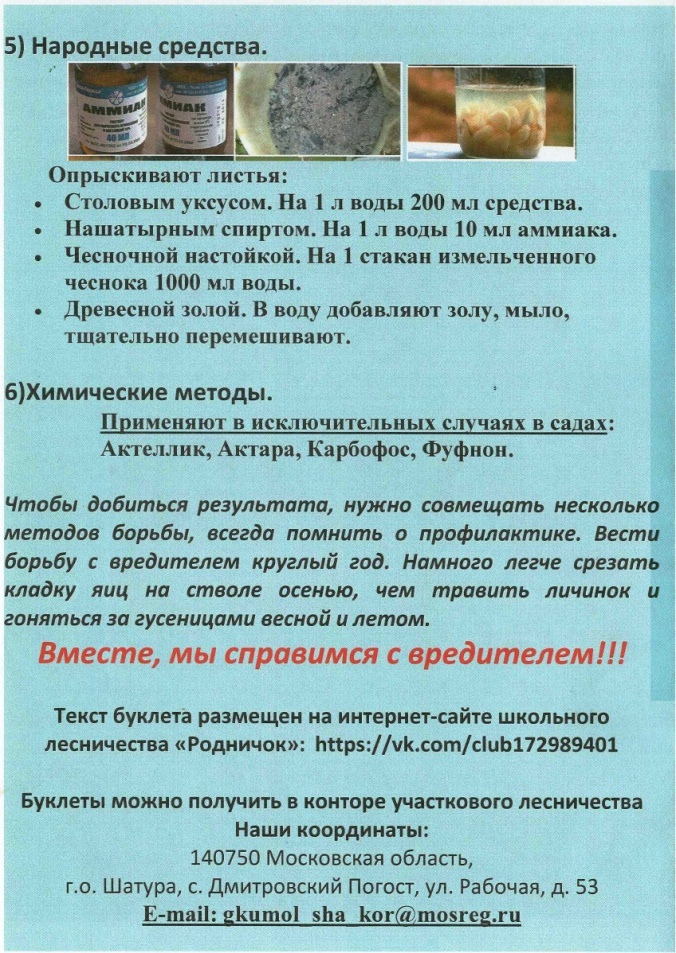 5) Народные средства.
АММИАК
40 МЛ
АММИАК
40 МЛ
Опрыскивают листья:
• Столовым уксусом. На 1 л воды 200 мл средства.
• Нашатырным спиртом. На 1 л воды 10 мл аммиака.
• Чесночной настойкой. На 1 стакан измельченного
чеснока 1000 мл воды.
• Древесной золой. В воду добавляют золу, мыло,
тщательно перемешивают.
6)Химические методы.
Применяют в исключительных случаях в садах:
Актеллик, Актара, Карбофос, Фуфнон.
Чтобы добиться результата, нужно совмещать несколько
методов борьбы, всегда помнить о профилактике. Вести
борьбу с вредителем круглый год. Намного легче срезать
кладку яиц на стволе осенью, чем травить личинок и
гоняться за гусеницами весной и летом.
Вместе, мы справимся с вредителем!!!
Текст буклета размещен на интернет-сайте школьного
лесничества «Родничок»: https://vk.com/club172989401
Буклеты можно получить в конторе участкового лесничества
Наши координаты:
140750 Московская область,
г.о. Шатура, с. Дмитровский Погост, ул. Рабочая, д. 53
E-mail: gkumol_sha_kor@mosreg.ru